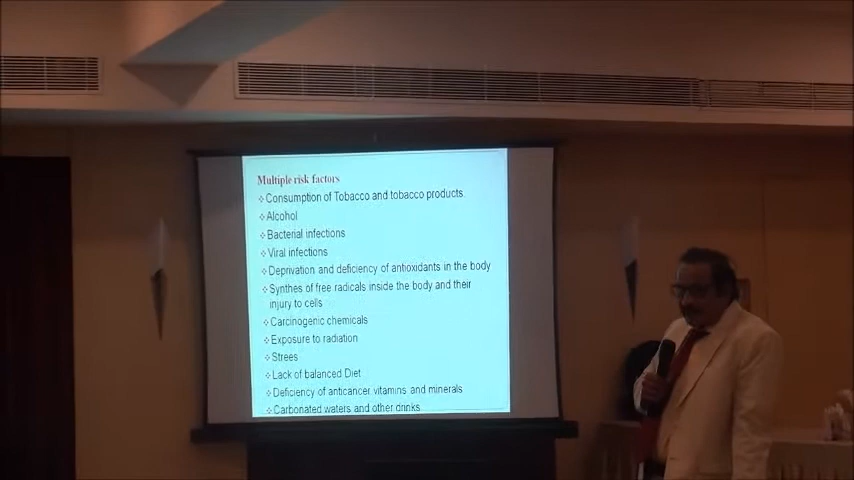 Multiple risk factors
Consumption of Tobacco and tobacco products.
Alcohol
Bacterial infections
Viral infections
Deprivation and deficiency of antioxidants in the body
Synthes of free radicals inside the body and their
injury to cells
Carcinogenic chemicals
Exposure to radiation
Strees
Lack of balanced Diet
Deficiency of anticancer vitamins and minerals
Carbonated waters and other drinks